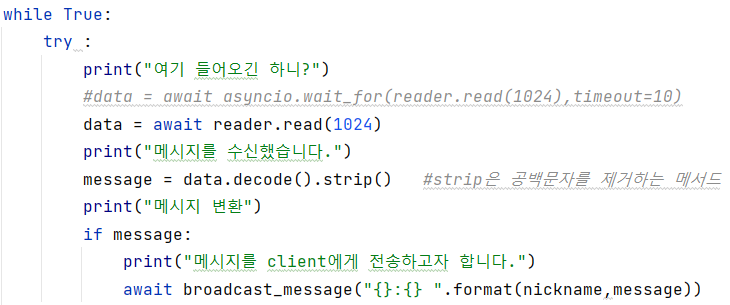 while True:
try :
print("여기 들어오긴 하니?")
#data = await asyncio.wait_for(reader.read(1024),timeout=10)
data = await reader.read(1024)
print("메시지를 수신했습니다.")
message = data.decode().strip()   #strip은 공백문자를 제거하는 메서드
print("메시지 변환")
if message:
print("메시지를 client에게 전송하고자 합니다.")
await broadcast_message("{}:{} ".format(nickname,message))